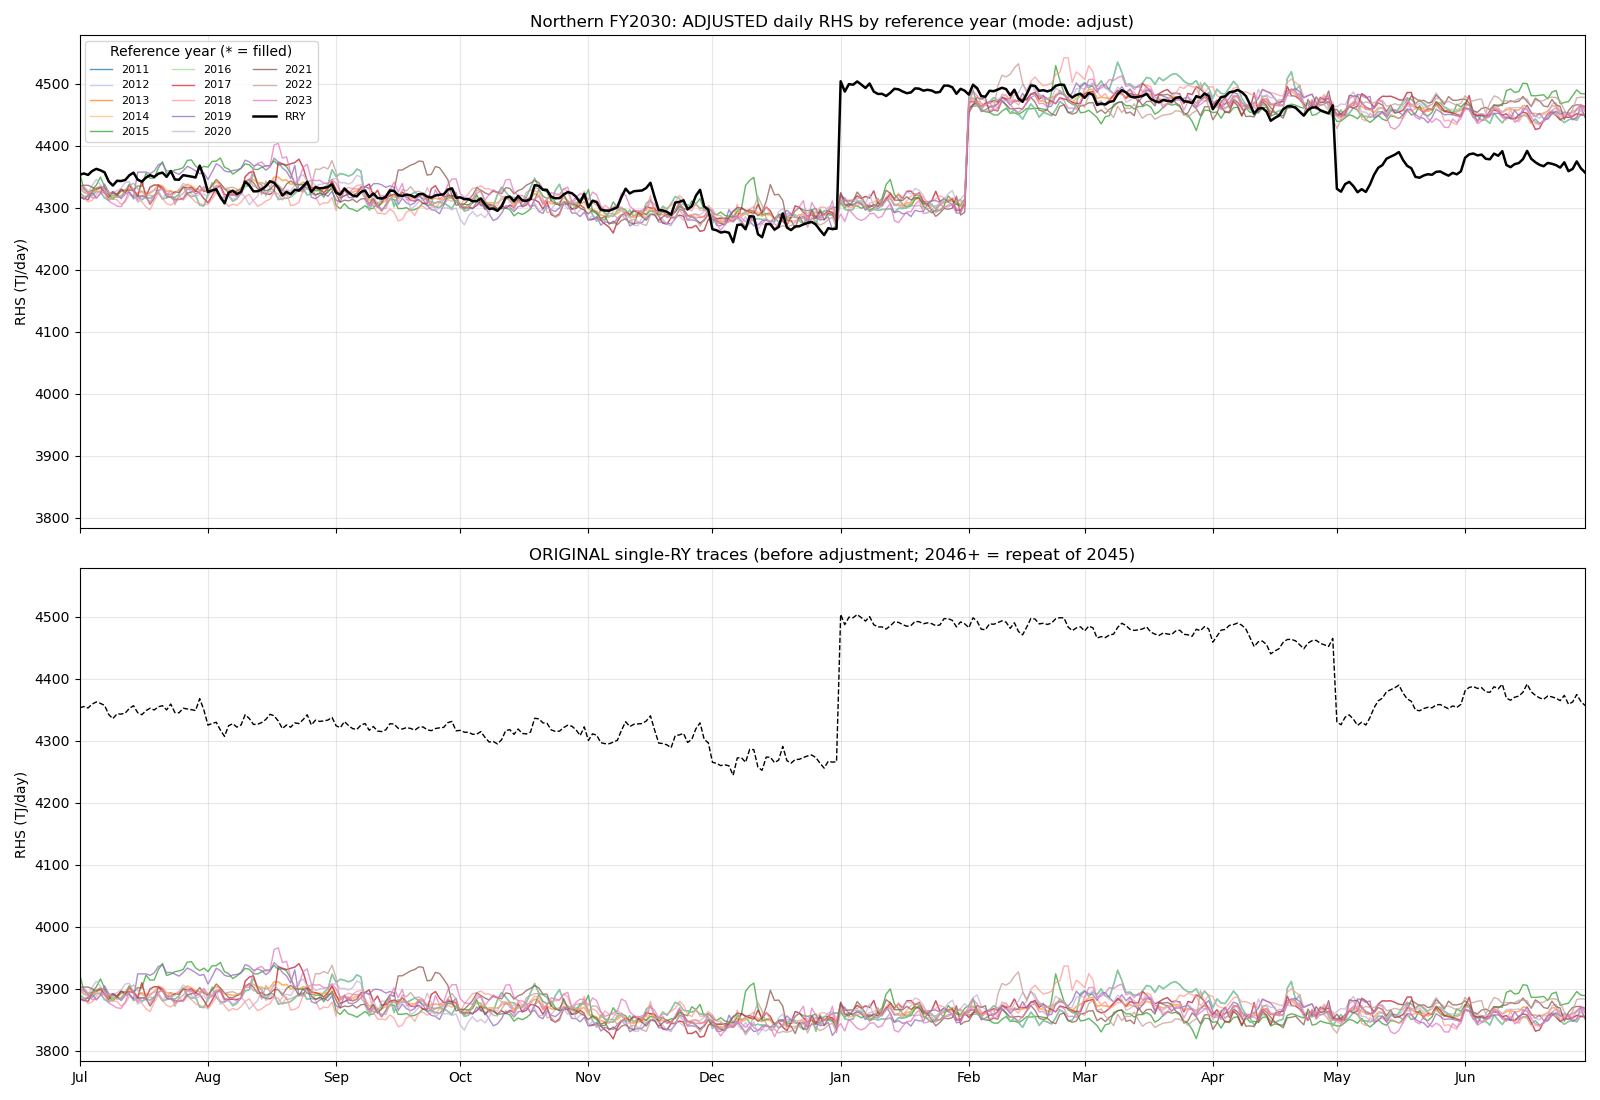 Northern FY2030: ADJUSTED daily RHS by reference year (mode: adjust)
Reference year (* = filled)
2011 2016 2021
2012 2017 2022
2013 2018 2023
2014 2019 RRY
2015 2020
4500
4400
4300
4200
4100
4000
3900
3800
RHS (TJ/day)
ORIGINAL single-RY traces (before adjustment; 2046+ = repeat of 2045)
4500
4400
4300
4200
4100
4000
3900
3800
RHS (TJ/day)
Jul Aug Sep Oct Nov Dec Jan Feb Mar Apr May Jun